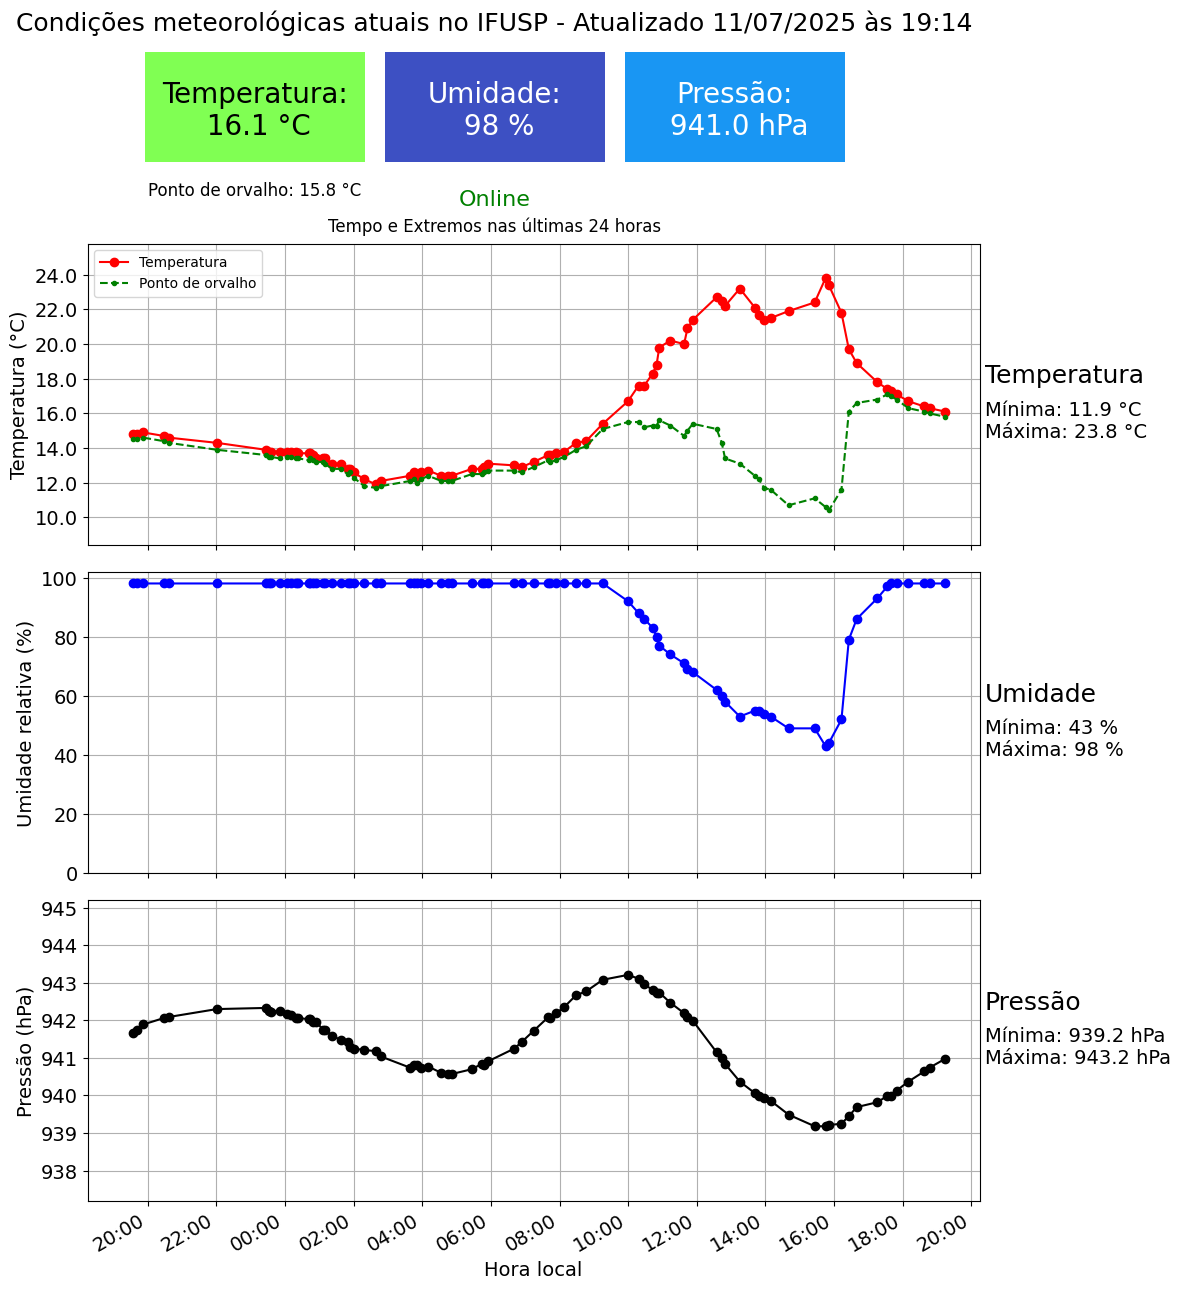 Condições meteorológicas atuais no IFUSP - Atualizado 11/07/2025 às 19:14
Temperatura:
16.1 °C
Umidade:
98 %
Pressão:
941.0 hPa
Ponto de orvalho: 15.8 °C
Online
Tempo e Extremos nas últimas 24 horas
Temperatura
Ponto de orvalho
Temperatura (°C)
24.0
22.0
20.0
18.0
16.0
14.0
12.0
10.0
Temperatura
Mínima: 11.9 °C
Máxima: 23.8 °C
Umidade relativa (%)
100
80
60
40
20
0
Umidade
Mínima: 43 %
Máxima: 98 %
Pressão (hPa)
945
944
943
942
941
940
939
938
Pressão
Mínima: 939.2 hPa
Máxima: 943.2 hPa
20:00 22:00 00:00 02:00 04:00 06:00 08:00 10:00 12:00 14:00 16:00 18:00 20:00
Hora local